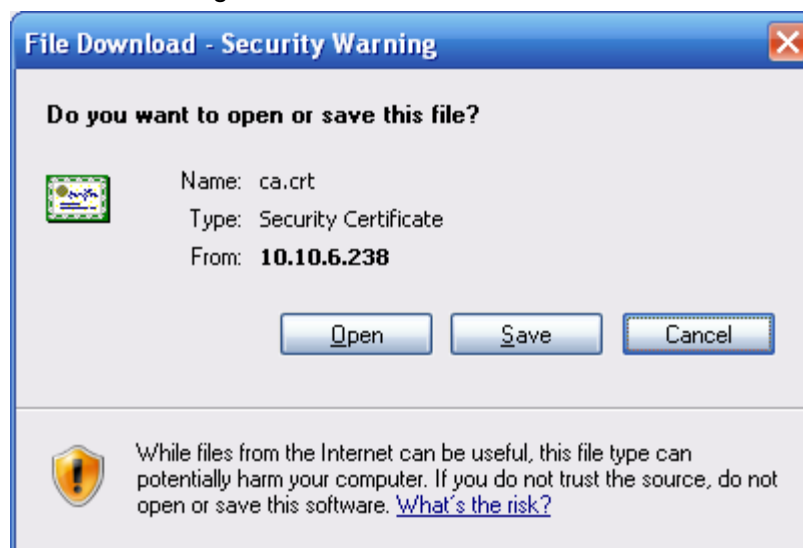 File Download - Security Warning
Do you want to open or save this file?
Name: ca.crt
Type: Security Certificate
From: 10.10.6.238
Open Save Cancel
While files from the Internet can be useful, this file type can
potentially harm your computer. If you do not trust the source, do not
open or save this software. What's the risk?